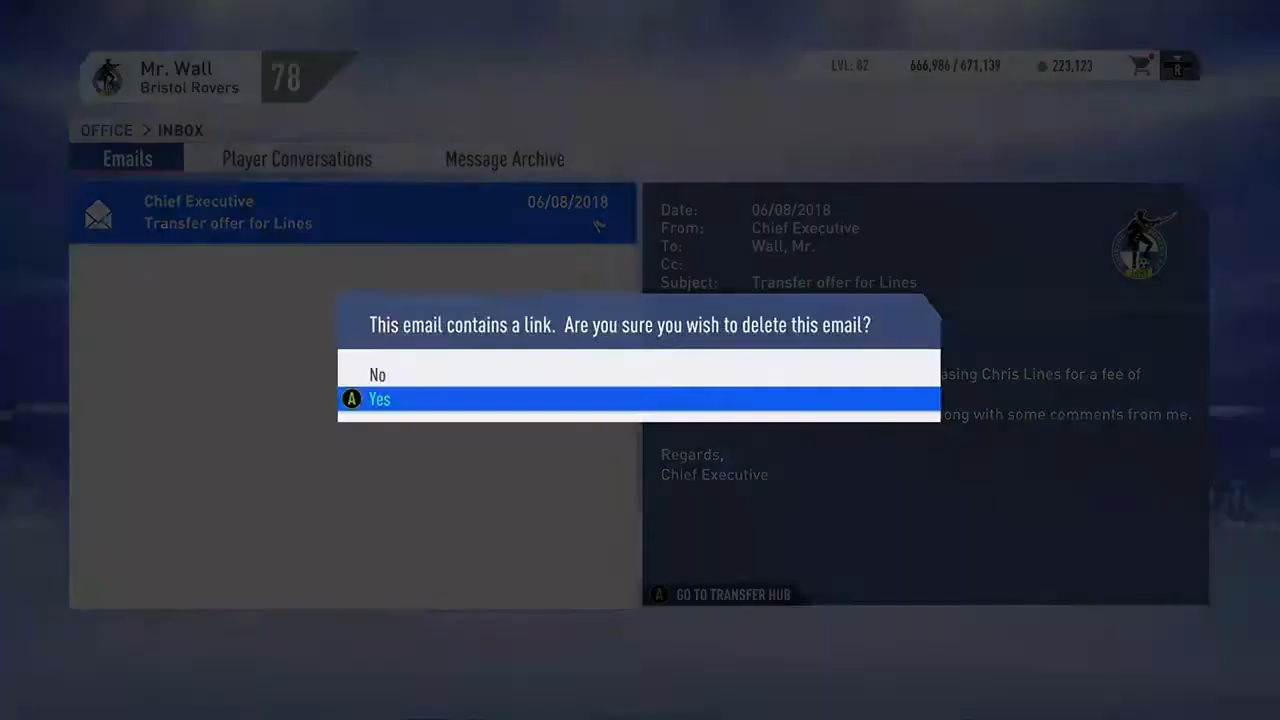 Mr. Wall
Bristol Rovers
78
LVL: 82
666,986 / 671,139
223,123
R
OFFICE > INBOX
Emails
Player Conversations
Message Archive
Chief Executive
06/08/2018
Transfer offer for Lines
Date: 06/08/2018
From: Chief Executive
To: Wall, Mr.
Cc:
Subject: Transfer offer for Lines
This email contains a link. Are you sure you wish to delete this email?
No
A Yes
asing Chris Lines for a fee of
ong with some comments from me.
Regards,
Chief Executive
A GO TO TRANSFER HUB